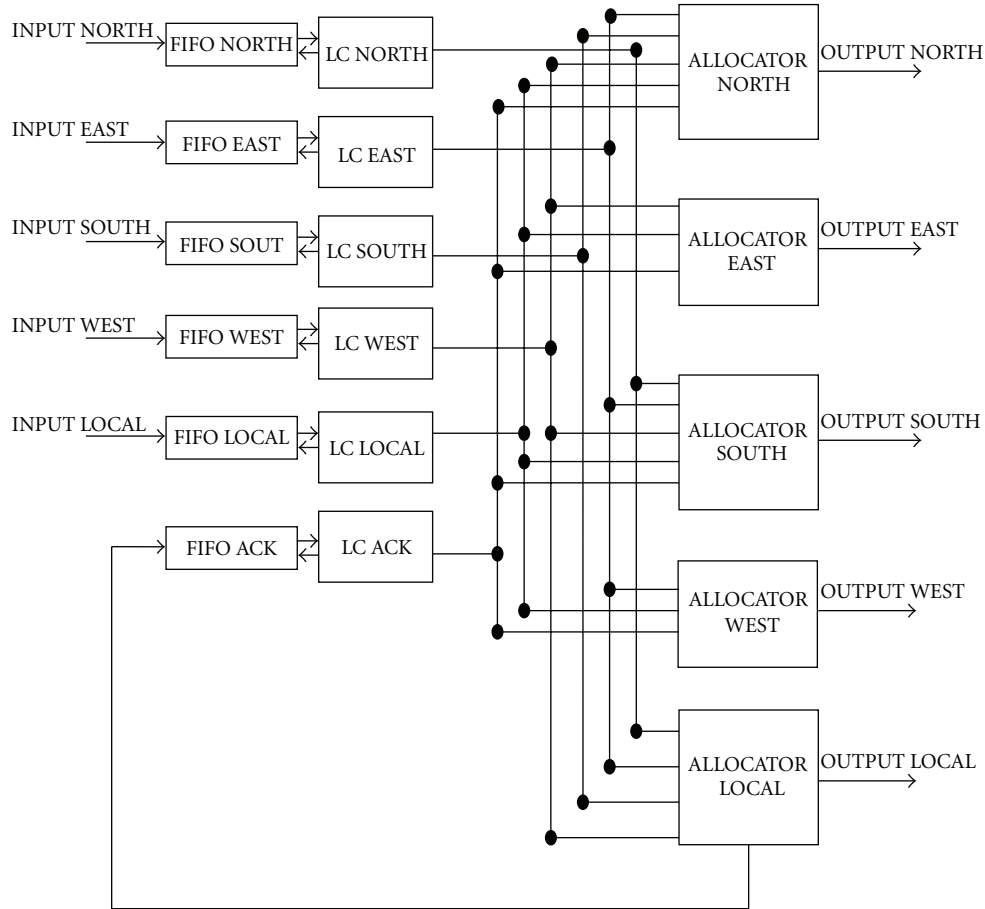 INPUT NORTH
FIFO NORTH
LC NORTH
ALLOCATOR
NORTH
OUTPUT NORTH
INPUT EAST
FIFO EAST
LC EAST
ALLOCATOR
EAST
OUTPUT EAST
INPUT SOUTH
FIFO SOUT
LC SOUTH
ALLOCATOR
SOUTH
OUTPUT SOUTH
INPUT WEST
FIFO WEST
LC WEST
ALLOCATOR
WEST
OUTPUT WEST
INPUT LOCAL
FIFO LOCAL
LC LOCAL
ALLOCATOR
LOCAL
OUTPUT LOCAL
FIFO ACK
LC ACK